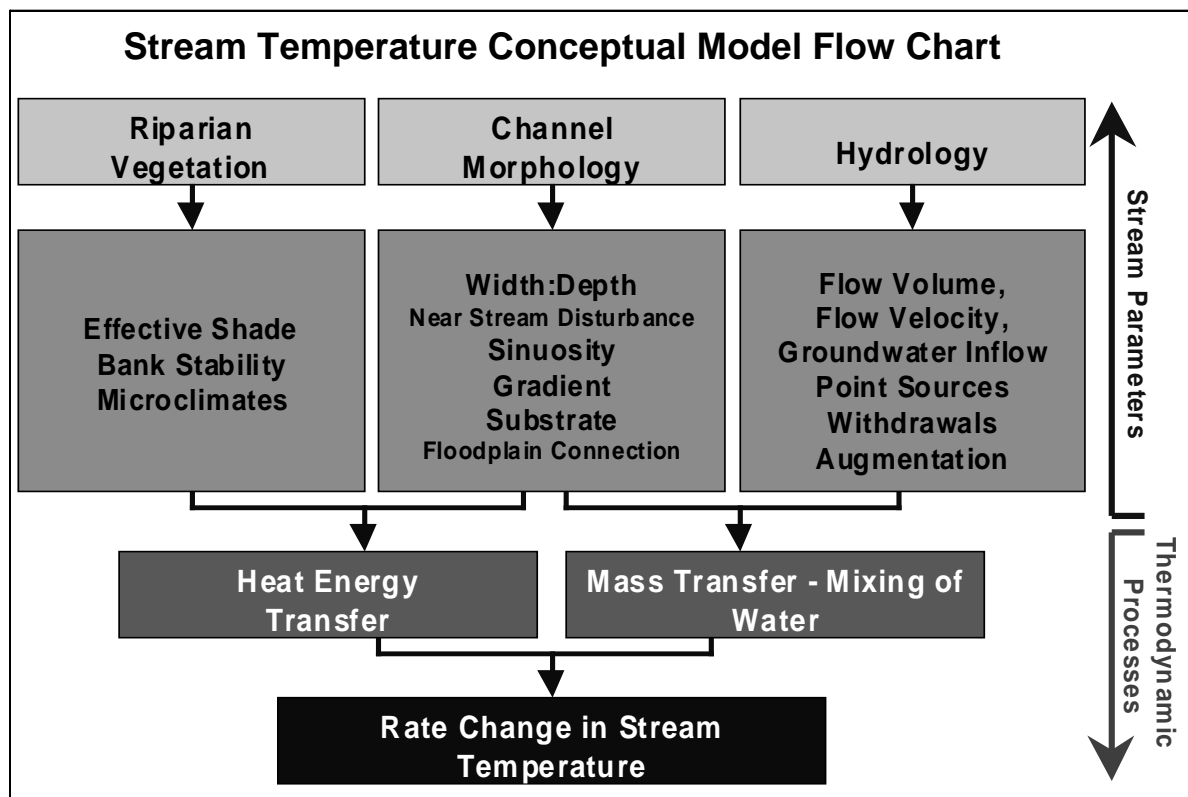 Stream Temperature Conceptual Model Flow Chart
Riparian
Vegetation
Channel
Morphology
Hydrology
Effective Shade
Bank Stability
Microclimates
Width:Depth
Near Stream Disturbance
Sinuosity
Gradient
Substrate
Floodplain Connection
Flow Volume,
Flow Velocity,
Groundwater Inflow
Point Sources
Withdrawals
Augmentation
Stream Parameters
Heat Energy
Transfer
Mass Transfer - Mixing of
Water
Thermodynamic
Processes
Rate Change in Stream
Temperature